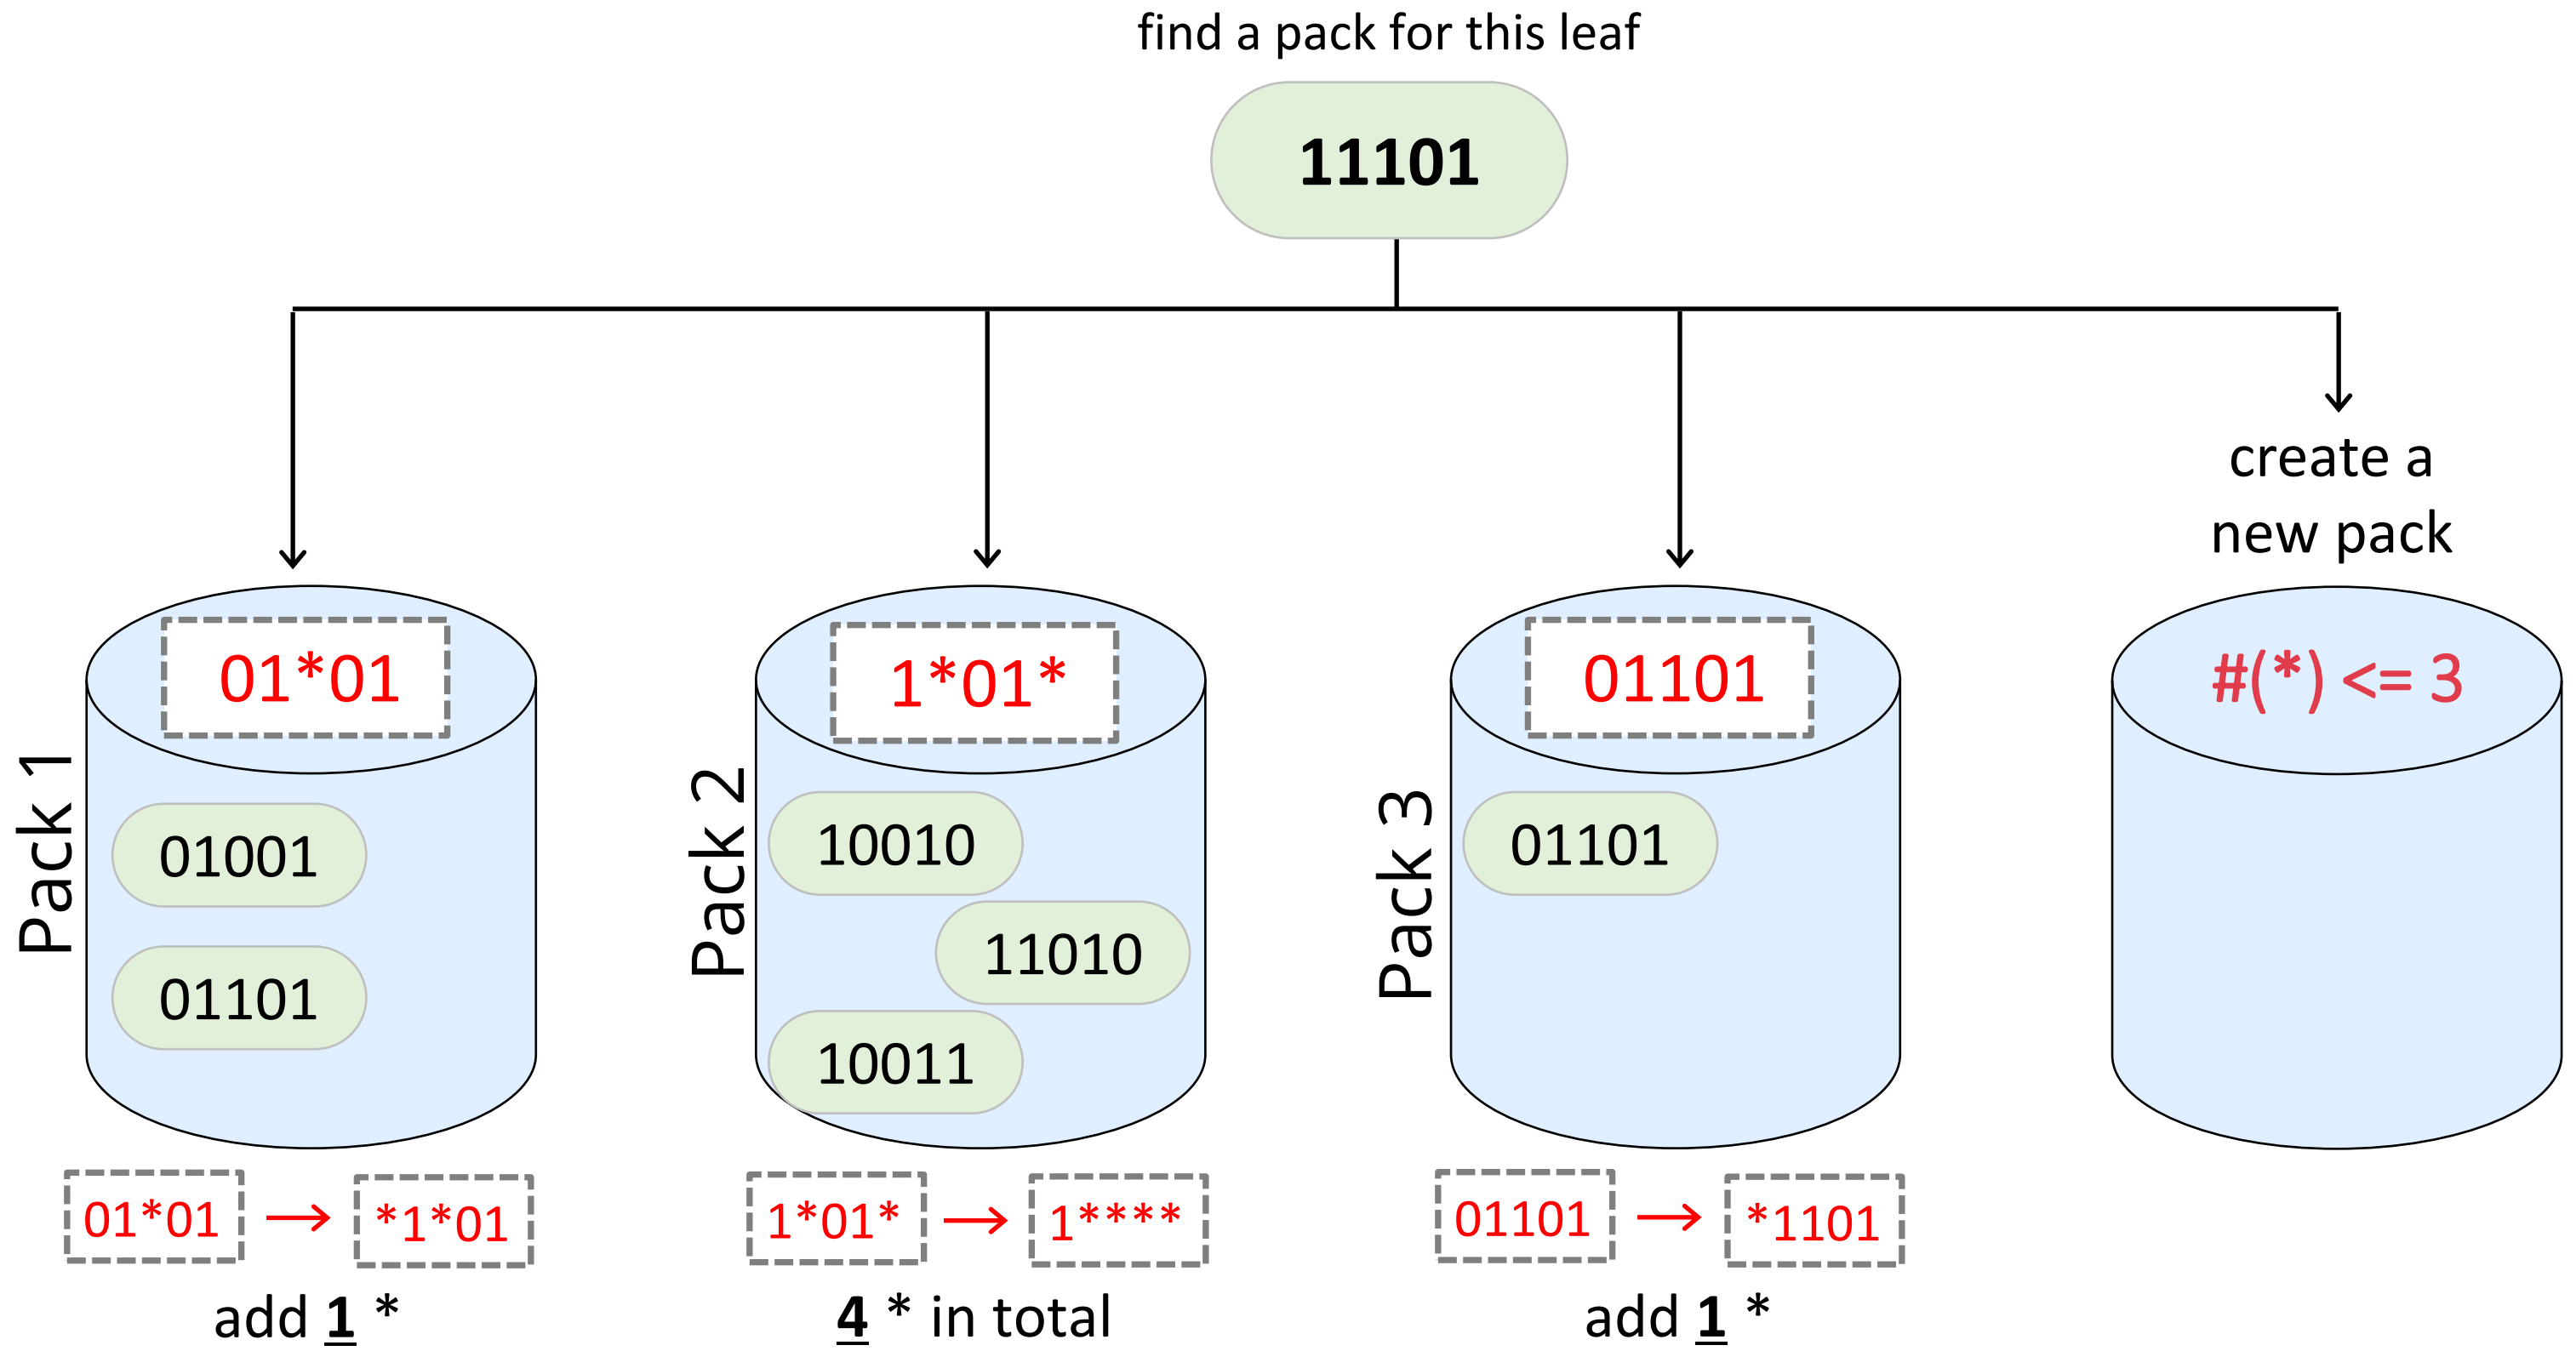 find a pack for this leaf
11101
create a
new pack
Pack 1
01*01
01001
01101
01*01 → *1*01
add 1 *
Pack 2
1*01*
10010
11010
10011
1*01* → 1****
4 * in total
Pack 3
01101
01101
01101 → *1101
add 1 *
#(*) <= 3